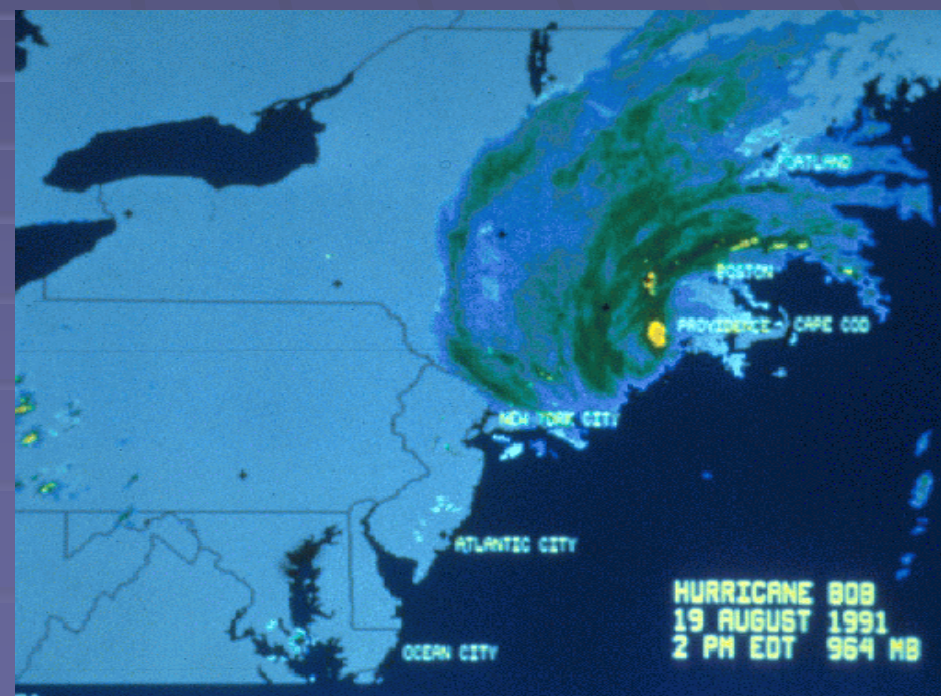 PORTLAND
BOSTON
PROVIDENCE
CAPE COD
NEW YORK CITY
ATLANTIC CITY
OCEAN CITY
HURRICANE BOB
19 AUGUST 1991
2 PM EDT 964 MB